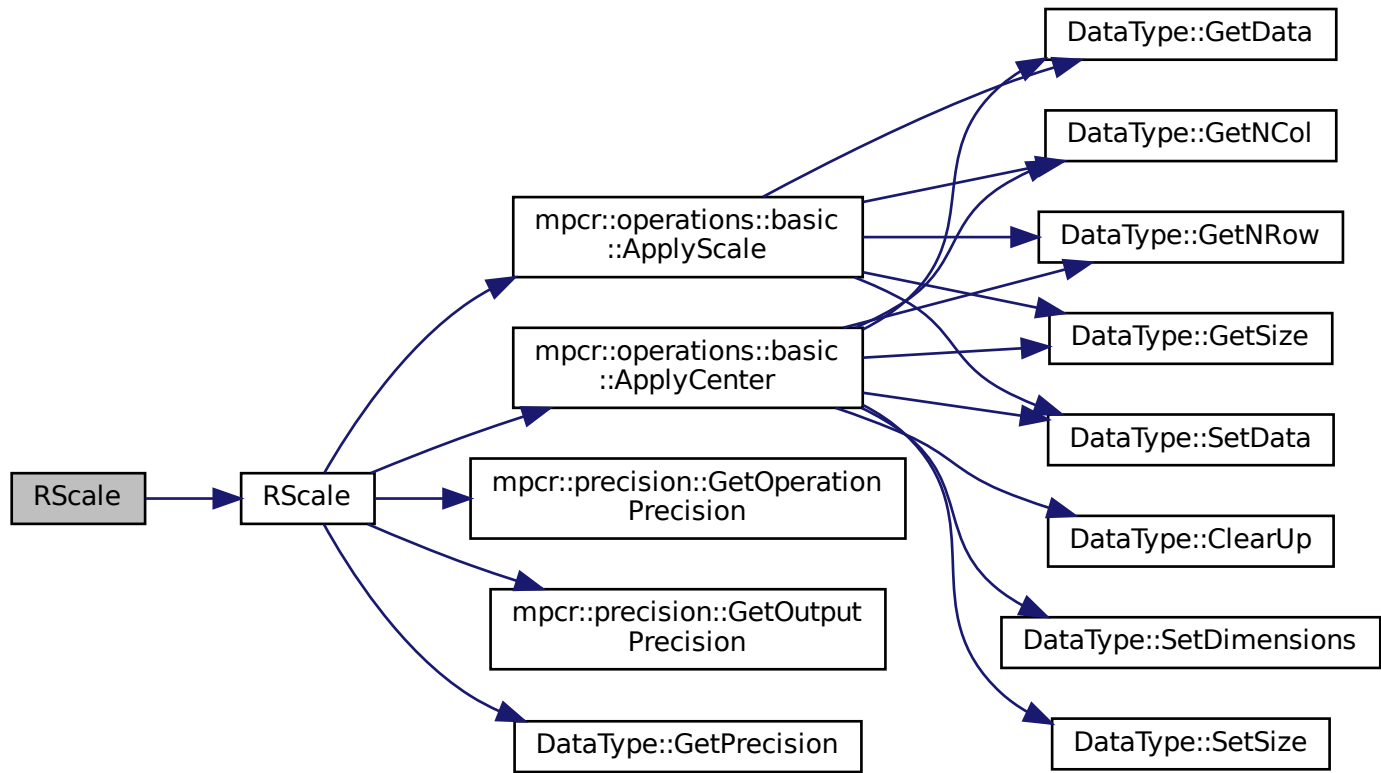 RScale
RScale
mpcr::operations::basic
::ApplyScale
mpcr::operations::basic
::ApplyCenter
mpcr::precision::GetOperation
Precision
mpcr::precision::GetOutput
Precision
DataType::GetPrecision
DataType::GetData
DataType::GetNCol
DataType::GetNRow
DataType::GetSize
DataType::SetData
DataType::ClearUp
DataType::SetDimensions
DataType::SetSize